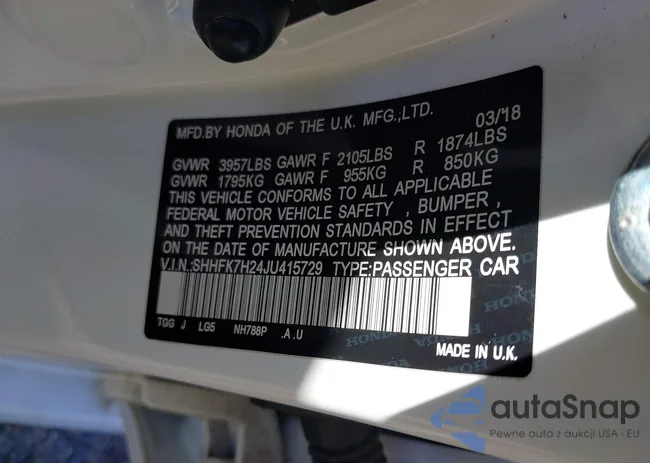 MFD.BY HONDA OF THE U.K. MFG.,LTD. 03/18
GVWR 3957LBS GAWR F 2105LBS R 1874LBS
GVWR 1795KG GAWR F 955KG R 850KG
THIS VEHICLE CONFORMS TO ALL APPLICABLE
FEDERAL MOTOR VEHICLE SAFETY , BUMPER ,
AND THEFT PREVENTION STANDARDS IN EFFECT
ON THE DATE OF MANUFACTURE SHOWN ABOVE.
V.I.N.:SHHFK7H24JU415729 TYPE:PASSENGER CAR
TGG J LG5 NH788P .A.U
HONDA
MADE IN U.K.
autaSnap
Pewne auta z aukcji USA i EU